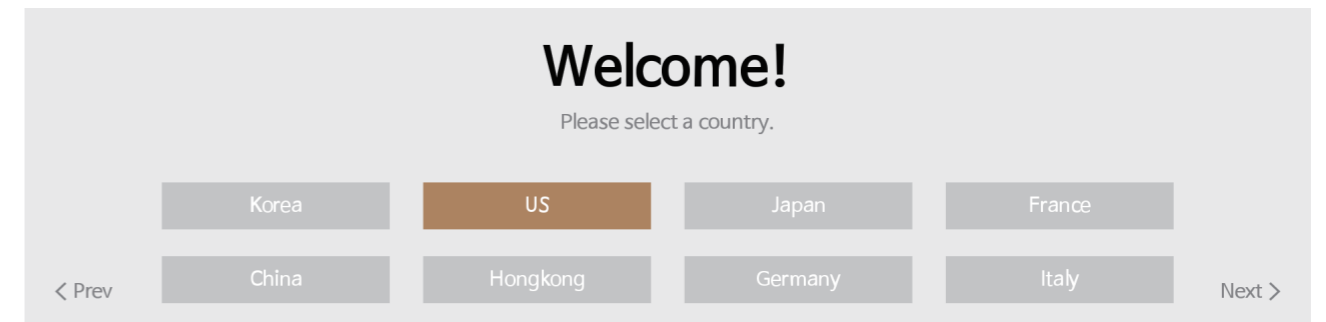 Welcome!
Please select a country.
Korea US Japan France
China Hongkong Germany Italy
< Prev Next >